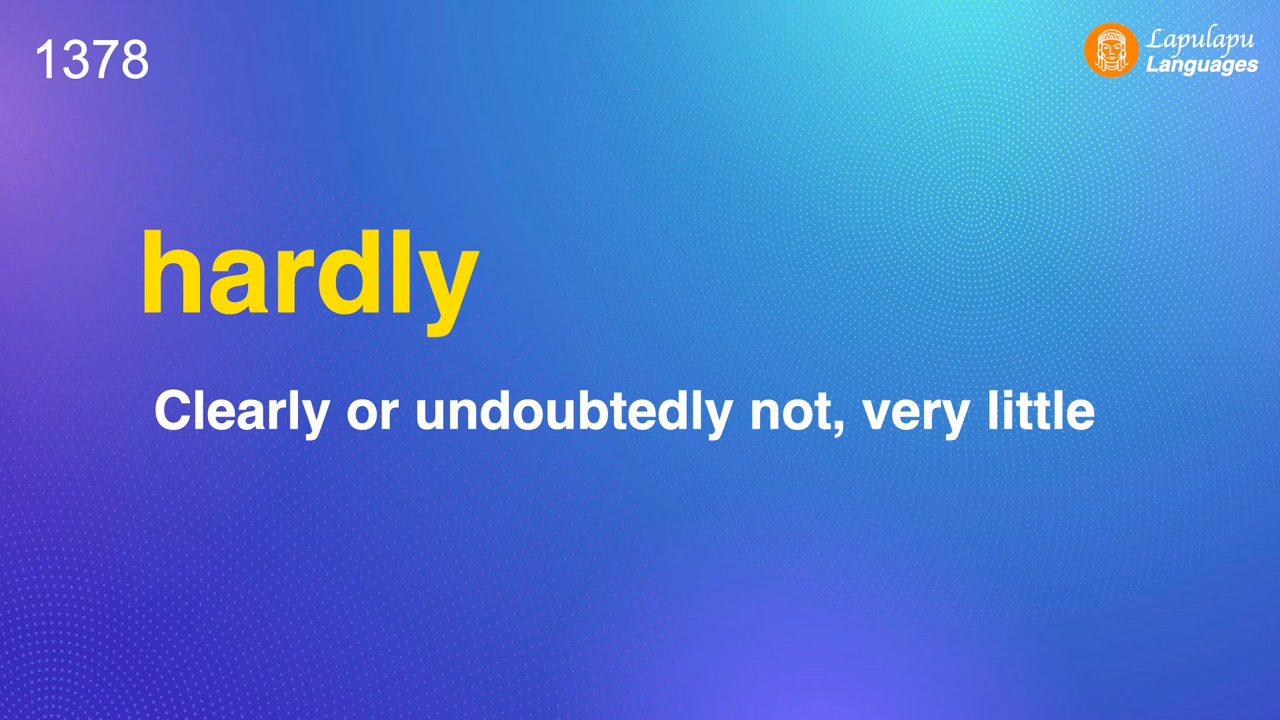 1378
Lapulapu
Languages
hardly
Clearly or undoubtedly not, very little